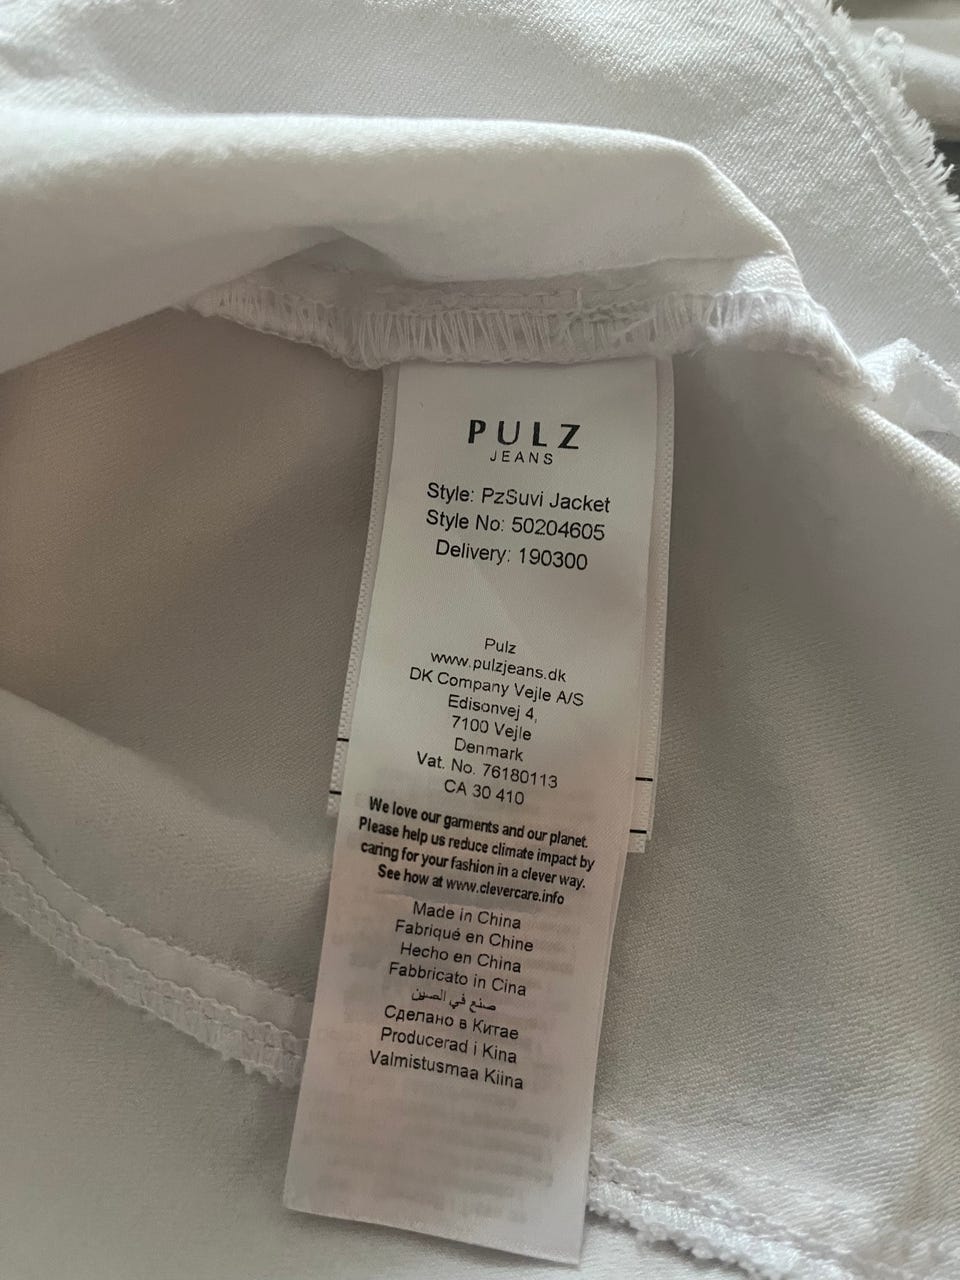 PULZ
JEANS
Style: PzSuvi Jacket
Style No: 50204605
Delivery: 190300
Pulz
www.pulzjeans.dk
DK Company Vejle A/S
Edisonvej 4,
7100 Vejle
Denmark
Vat. No. 76180113
CA 30 410
We love our garments and our planet.
Please help us reduce climate impact by
caring for your fashion in a clever way.
See how at www.clevercare.info
Made in China
Fabriqué en Chine
Hecho en China
Fabbricato in Cina
صنع في الصين
Сделано в Китае
Producerad i Kina
Valmistusmaa Kiina